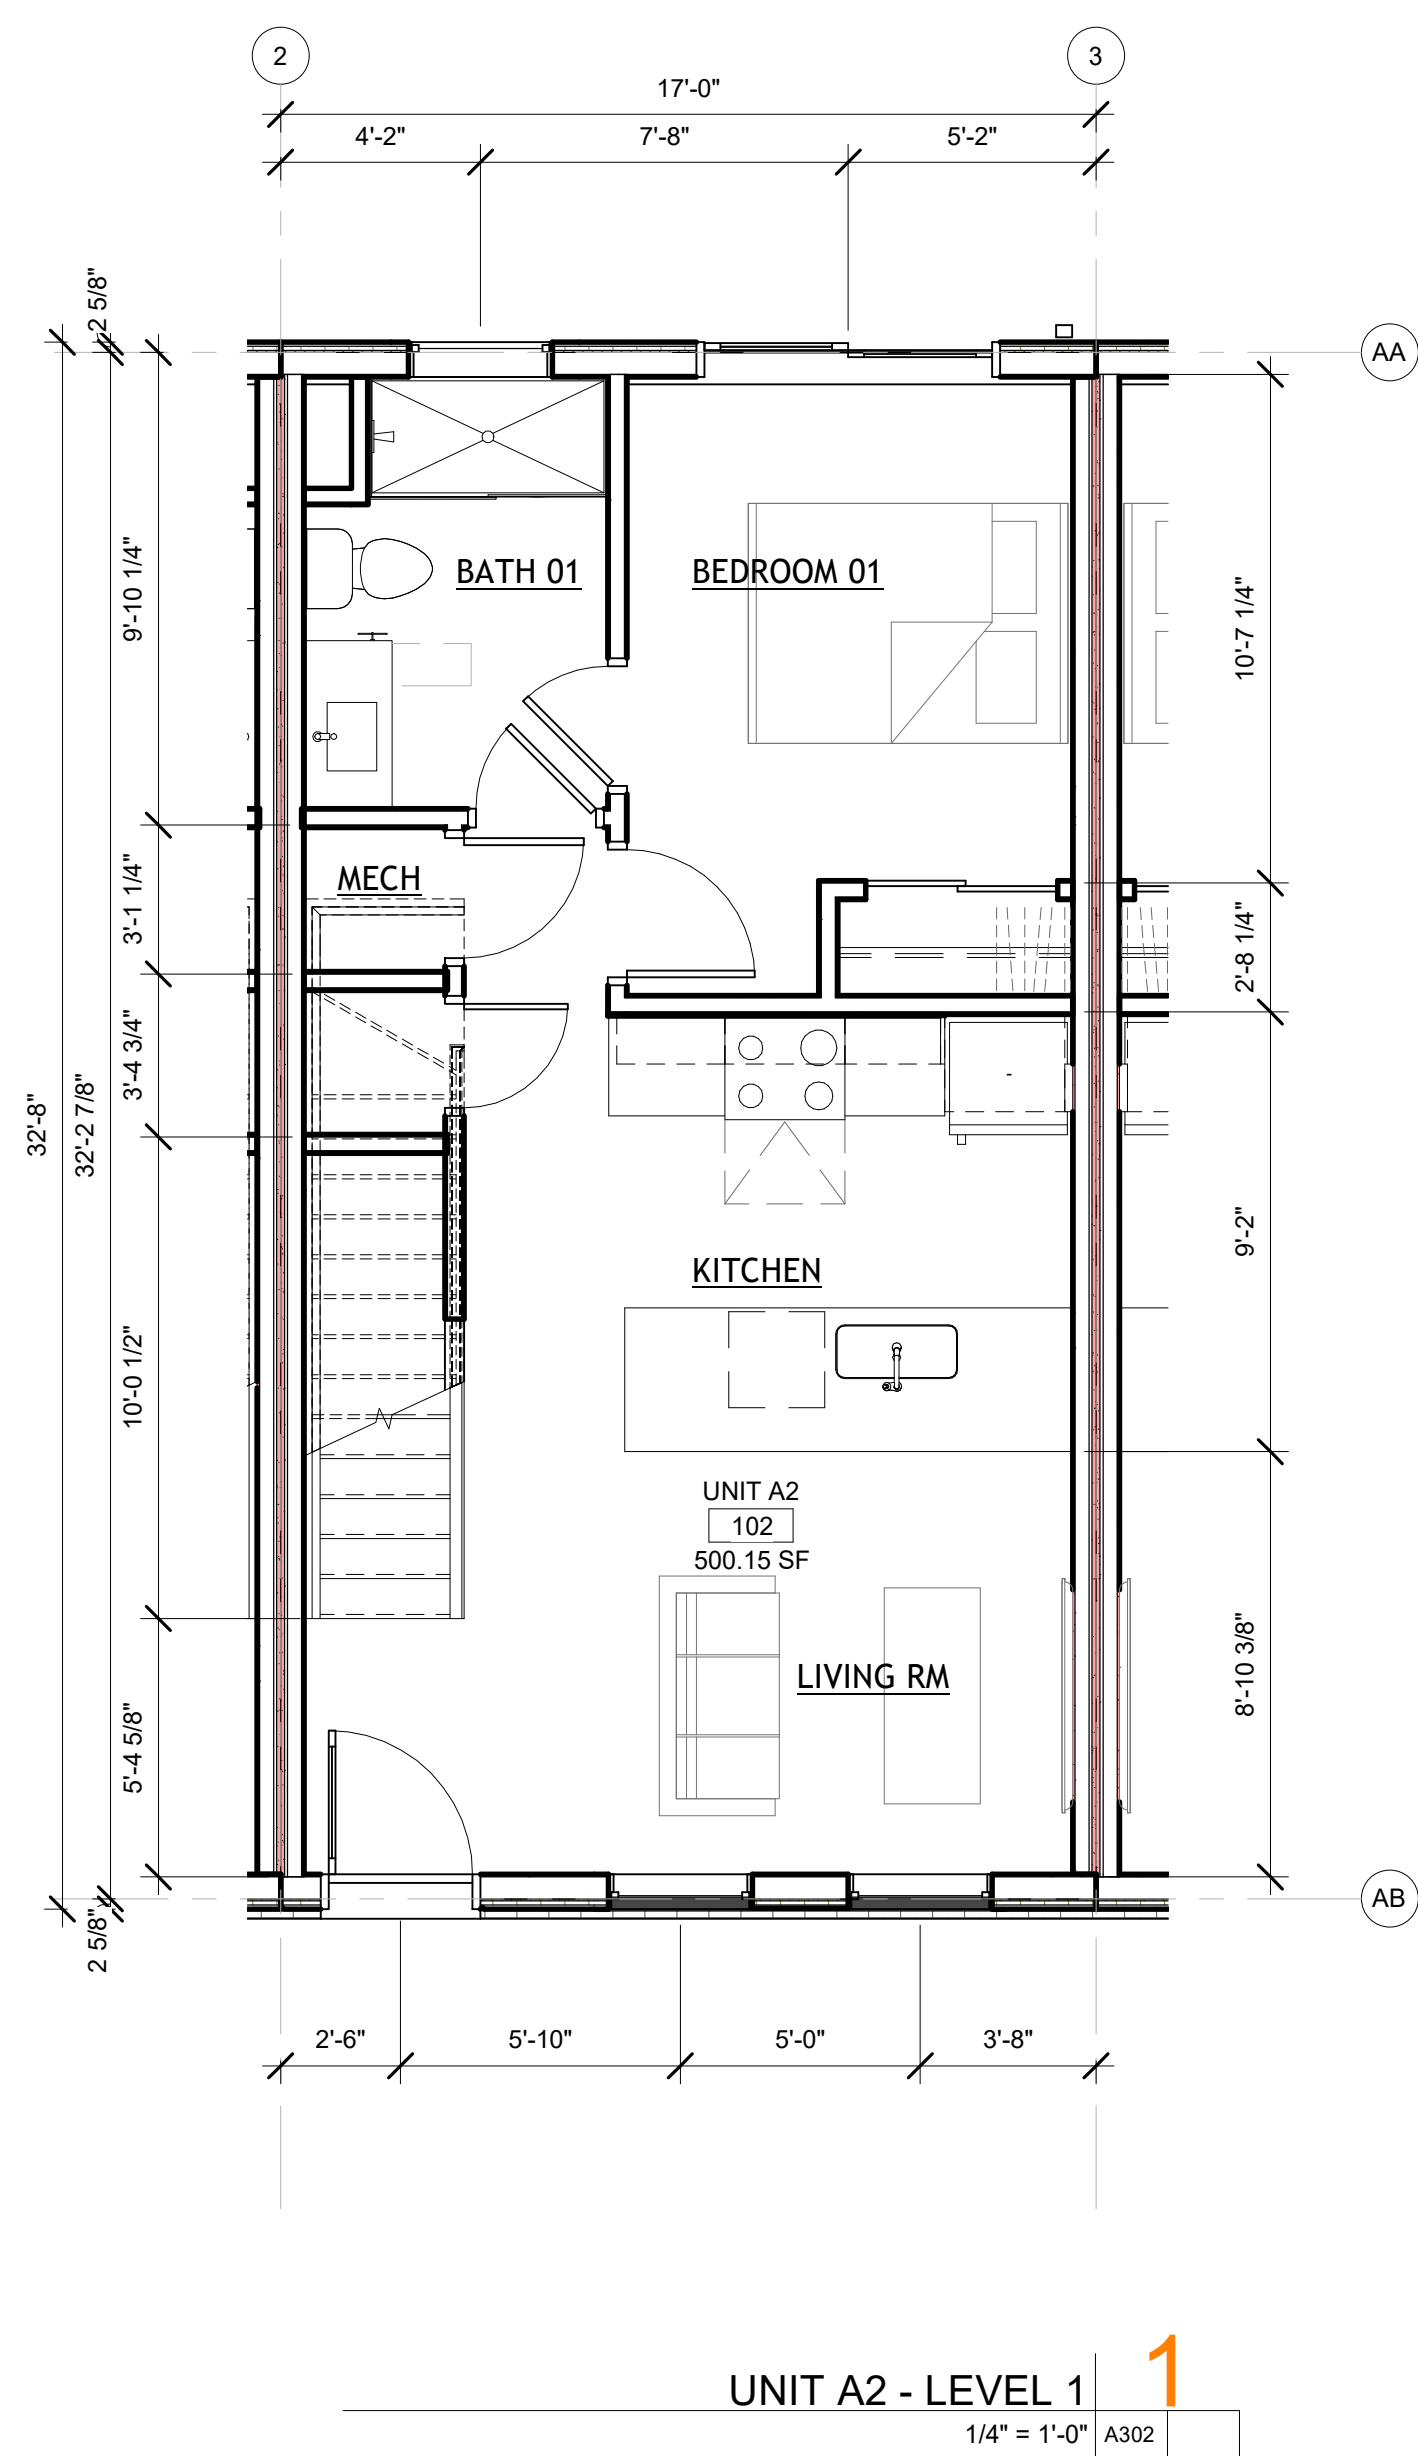 2
3
17'-0"
4'-2"
7'-8"
5'-2"
2 5/8"
AA
9'-10 1/4"
BATH 01
BEDROOM 01
10'-7 1/4"
MECH
3'-1 1/4"
2'-8 1/4"
3'-4 3/4"
32'-8"
32'-2 7/8"
9'-2"
KITCHEN
10'-0 1/2"
UNIT A2
102
500.15 SF
LIVING RM
8'-10 3/8"
5'-4 5/8"
AB
2 5/8"
2'-6"
5'-10"
5'-0"
3'-8"
UNIT A2 - LEVEL 1
1
1/4" = 1'-0"
A302